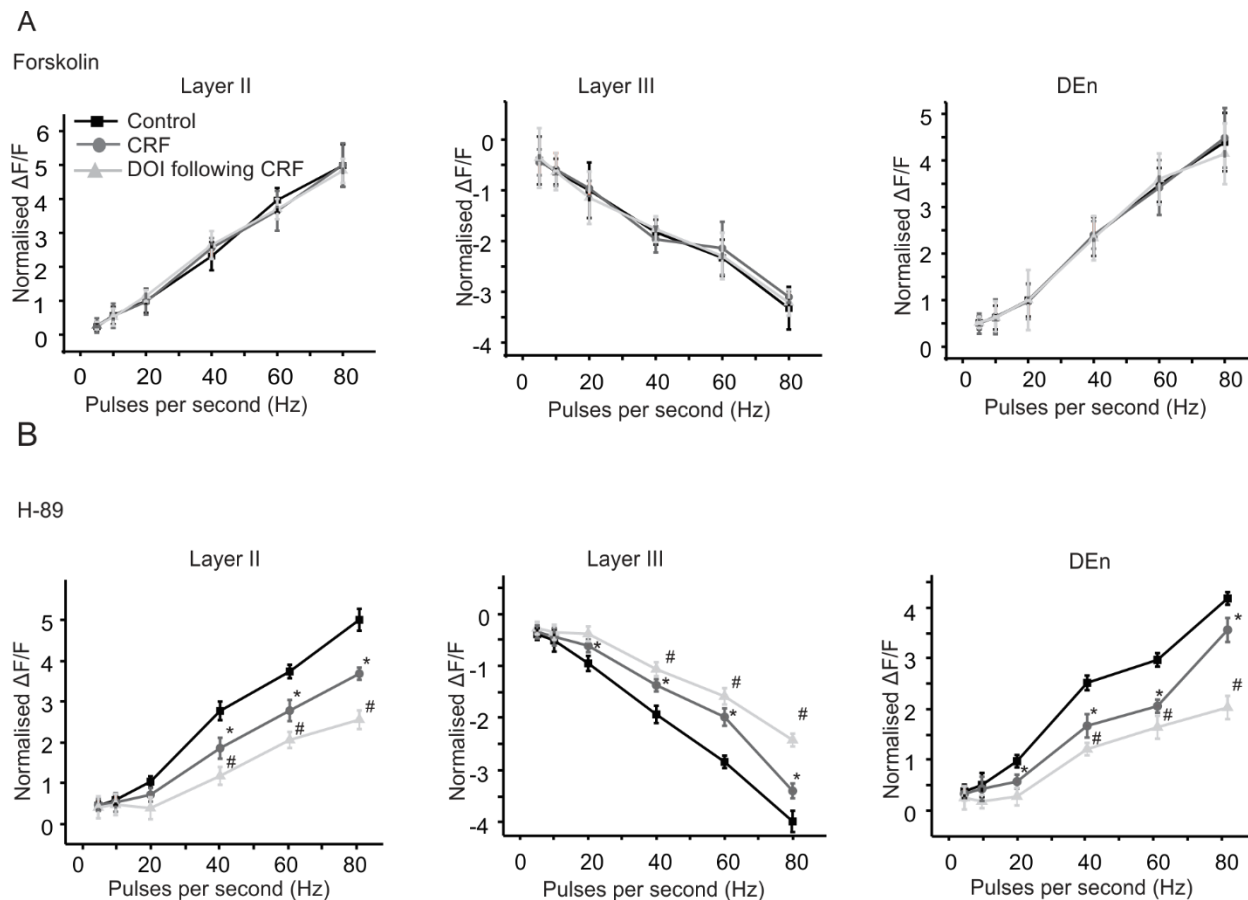 A
Forskolin
Layer II
Layer III
DEn
Control
CRF
DOI following CRF
Normalised ΔF/F
6
5
4
3
2
1
0
0 20 40 60 80
Pulses per second (Hz)
Normalised ΔF/F
0
-1
-2
-3
-4
0 20 40 60 80
Pulses per second (Hz)
Normalised ΔF/F
5
4
3
2
1
0
0 20 40 60 80
Pulses per second (Hz)
B
H-89
Layer II
Layer III
DEn
Normalised ΔF/F
5
4
3
2
1
0
* * *
# # #
0 20 40 60 80
Pulses per second (Hz)
Normalised ΔF/F
0
-1
-2
-3
-4
# # #
* * * *
0 20 40 60 80
Pulses per second (Hz)
Normalised ΔF/F
4
3
2
1
0
* * * *
# # #
0 20 40 60 80
Pulses per second (Hz)